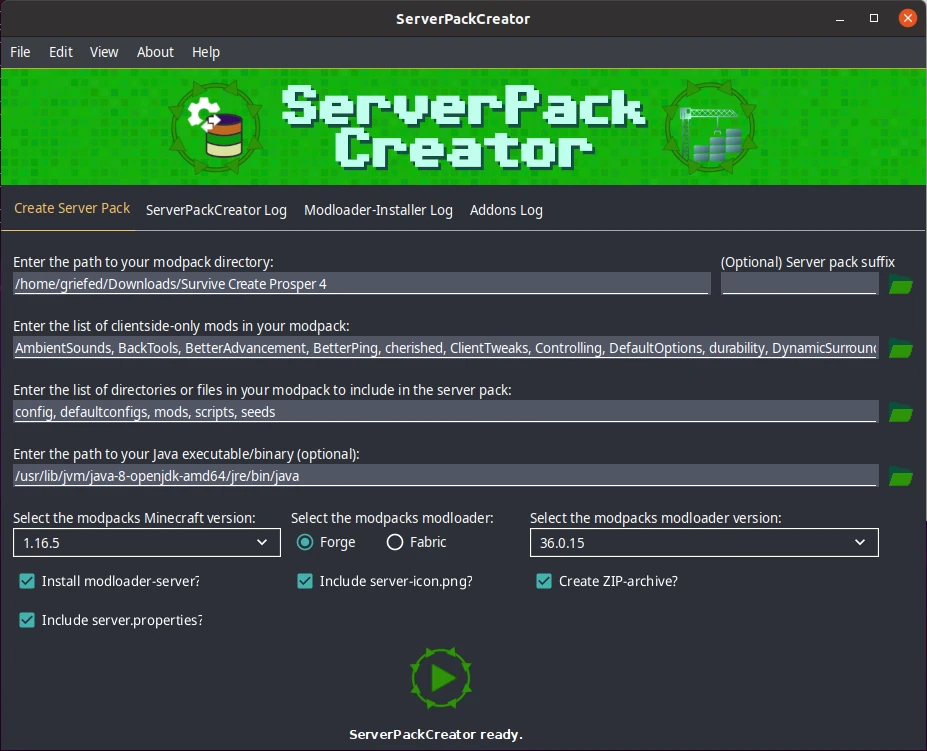 ServerPackCreator
File Edit View About Help
ServerPack
Creator
Create Server Pack ServerPackCreator Log Modloader-Installer Log Addons Log
Enter the path to your modpack directory: (Optional) Server pack suffix
/home/griefed/Downloads/Survive Create Prosper 4
Enter the list of clientside-only mods in your modpack:
AmbientSounds, BackTools, BetterAdvancement, BetterPing, cherished, ClientTweaks, Controlling, DefaultOptions, durability, DynamicSurround
Enter the list of directories or files in your modpack to include in the server pack:
config, defaultconfigs, mods, scripts, seeds
Enter the path to your Java executable/binary (optional):
/usr/lib/jvm/java-8-openjdk-amd64/jre/bin/java
Select the modpacks Minecraft version: Select the modpacks modloader: Select the modpacks modloader version:
1.16.5 Forge Fabric 36.0.15
Install modloader-server? Include server-icon.png? Create ZIP-archive?
Include server.properties?
ServerPackCreator ready.